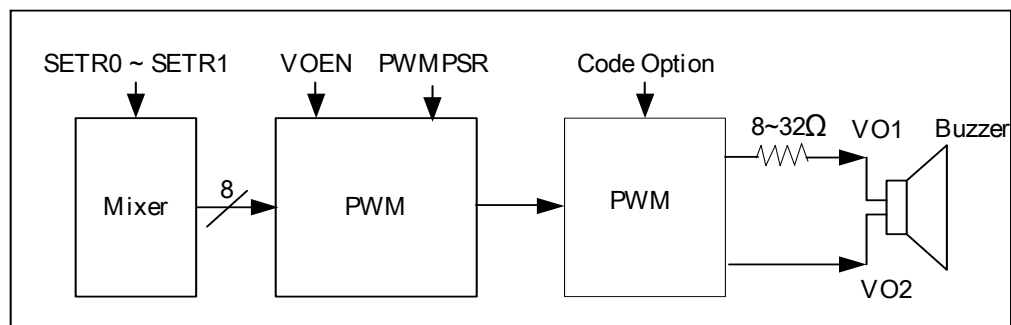 SETR0 ~ SETR1
VOEN
PWMPSR
Code Option
8~32Ω
VO1
Buzzer
Mixer
8
PWM
PWM
VO2